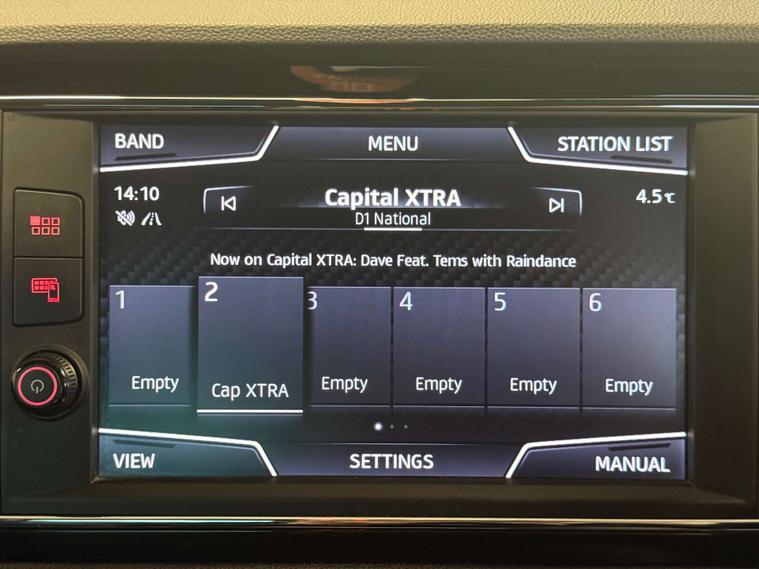 BAND MENU STATION LIST
14:10 Capital XTRA 4.5°C
D1 National
Now on Capital XTRA: Dave Feat. Tems with Raindance
1 2 3 4 5 6
Empty Cap XTRA Empty Empty Empty Empty
VIEW SETTINGS MANUAL